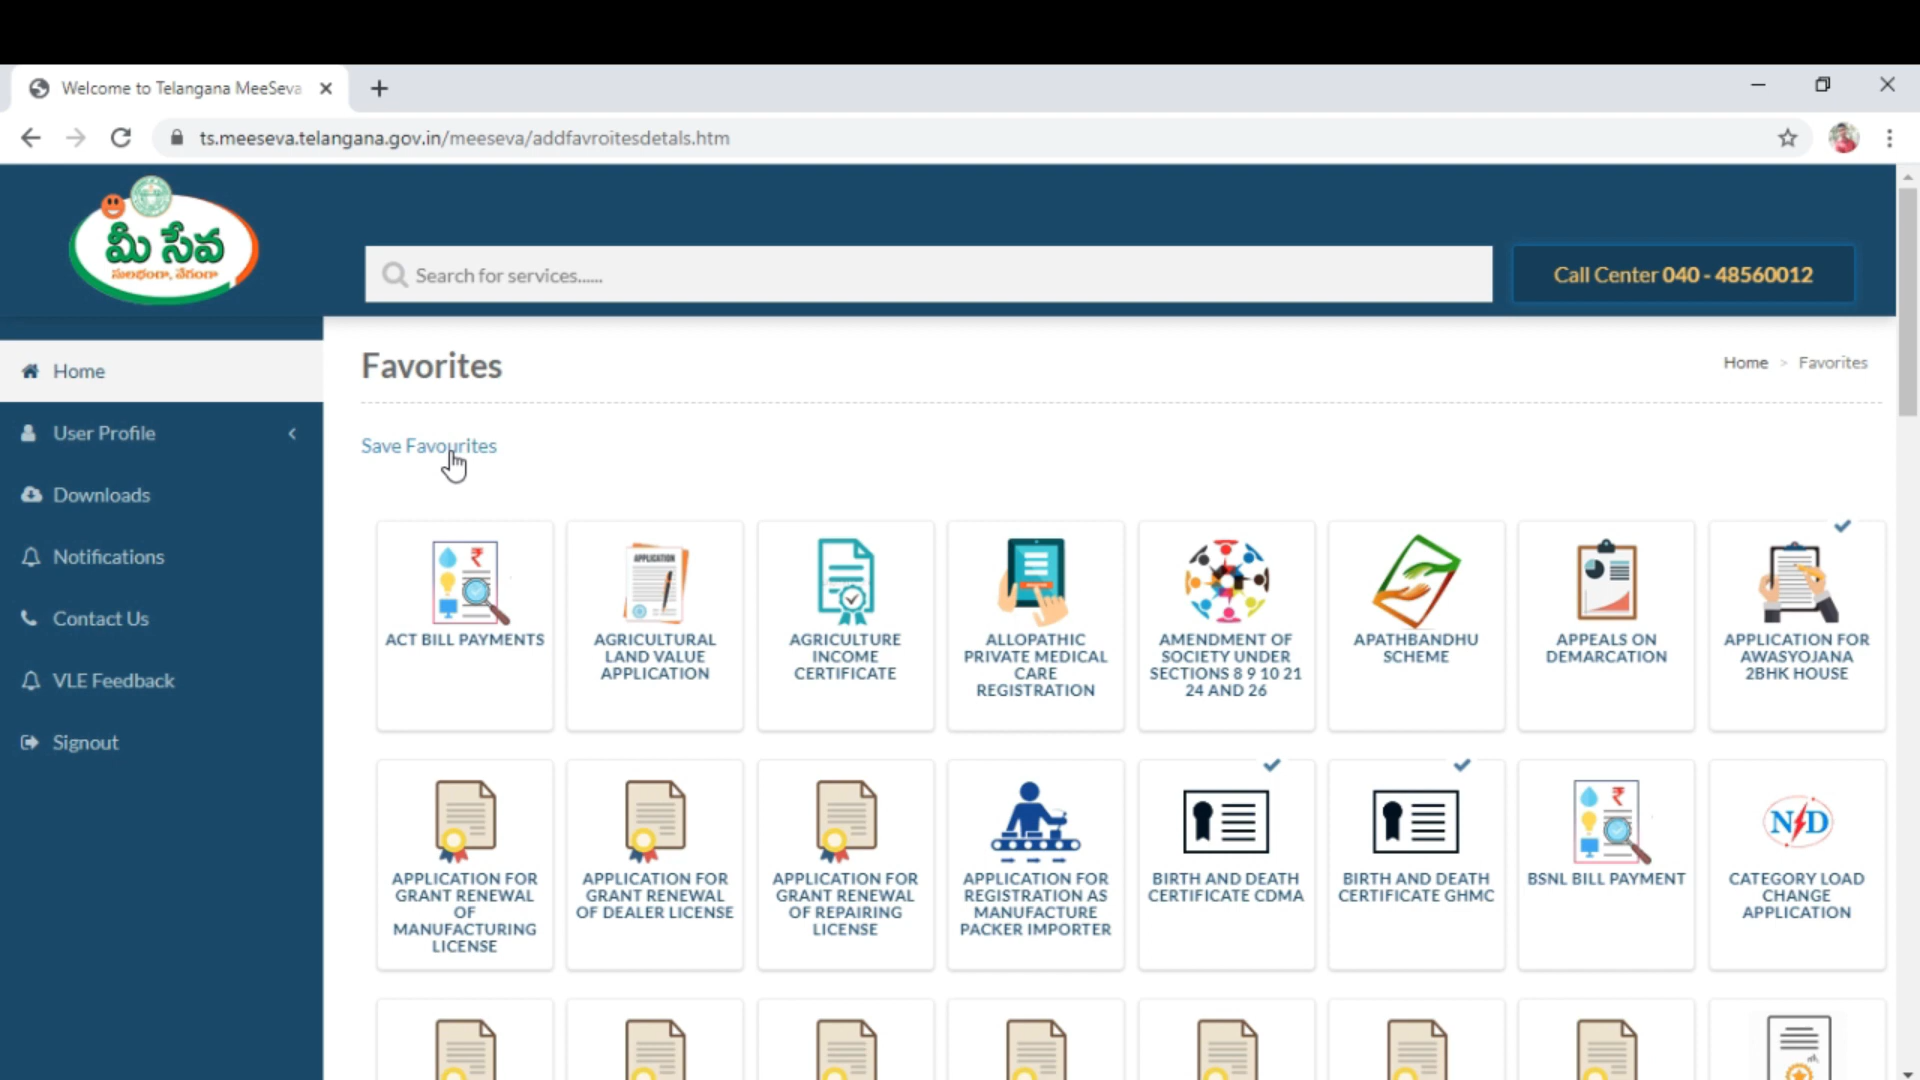 Welcome to Telangana MeeSeva
ts.meeseva.telangana.gov.in/meeseva/addfavroitesdetals.htm
మీ సేవ
సులభంగా, వేగంగా
Search for services......
Call Center 040 - 48560012
Home
User Profile
Downloads
Notifications
Contact Us
VLE Feedback
Signout
Favorites
Home > Favorites
Save Favourites
ACT BILL PAYMENTS
APPLICATION
AGRICULTURAL
LAND VALUE
APPLICATION
AGRICULTURE
INCOME
CERTIFICATE
ALLOPATHIC
PRIVATE MEDICAL
CARE
REGISTRATION
AMENDMENT OF
SOCIETY UNDER
SECTIONS 8 9 10 21
24 AND 26
APATHBANDHU
SCHEME
APPEALS ON
DEMARCATION
APPLICATION FOR
AWASYOJANA
2BHK HOUSE
APPLICATION FOR
GRANT RENEWAL
OF
MANUFACTURING
LICENSE
APPLICATION FOR
GRANT RENEWAL
OF DEALER LICENSE
APPLICATION FOR
GRANT RENEWAL
OF REPAIRING
LICENSE
APPLICATION FOR
REGISTRATION AS
MANUFACTURE
PACKER IMPORTER
BIRTH AND DEATH
CERTIFICATE CDMA
BIRTH AND DEATH
CERTIFICATE GHMC
BSNL BILL PAYMENT
NPD
CATEGORY LOAD
CHANGE
APPLICATION